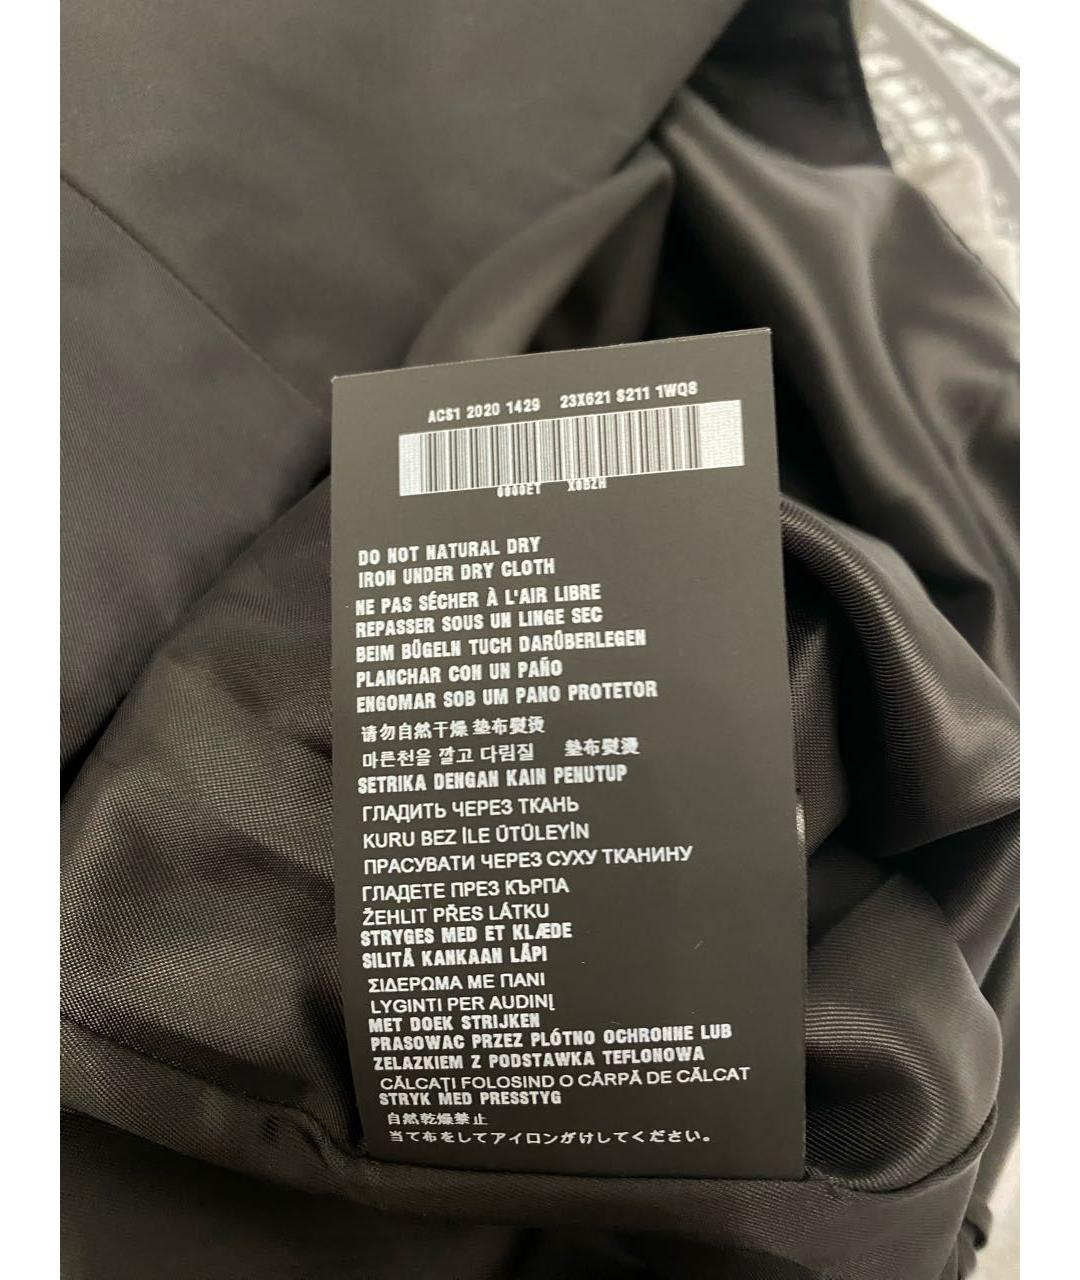 ACS1 2020 1429 23X621 S211 1WQS
DO NOT NATURAL DRY
IRON UNDER DRY CLOTH
NE PAS SÉCHER À L'AIR LIBRE
REPASSER SOUS UN LINGE SEC
BEIM BÜGELN TUCH DARÜBERLEGEN
PLANCHAR CON UN PAÑO
ENGOMAR SOB UM PANO PROTETOR
请勿自然干燥 垫布熨烫
마른천을 깔고 다림질 墊布熨燙
SETRIKA DENGAN KAIN PENUTUP
ГЛАДИТЬ ЧЕРЕЗ ТКАНЬ
KURU BEZ İLE ÜTÜLEYİN
ПРАСУВАТИ ЧЕРЕЗ СУХУ ТКАНИНУ
ГЛАДЕТЕ ПРЕЗ КЪРПА
ŽEHLIT PŘES LÁTKU
STRYGES MED ET KLÆDE
SILITÄ KANKAAN LÄPI
ΣΙΔΕΡΩΜΑ ΜΕ ΠΑΝΙ
LYGINTI PER AUDINĮ
MET DOEK STRIJKEN
PRASOWAC PRZEZ PLÓTNO OCHRONNE LUB
ZELAZKIEM Z PODSTAWKA TEFLONOWA
CĂLCAȚI FOLOSIND O CÂRPĂ DE CĂLCAT
STRYK MED PRESSTYG
自然乾燥禁止
当て布をしてアイロンがけしてください。